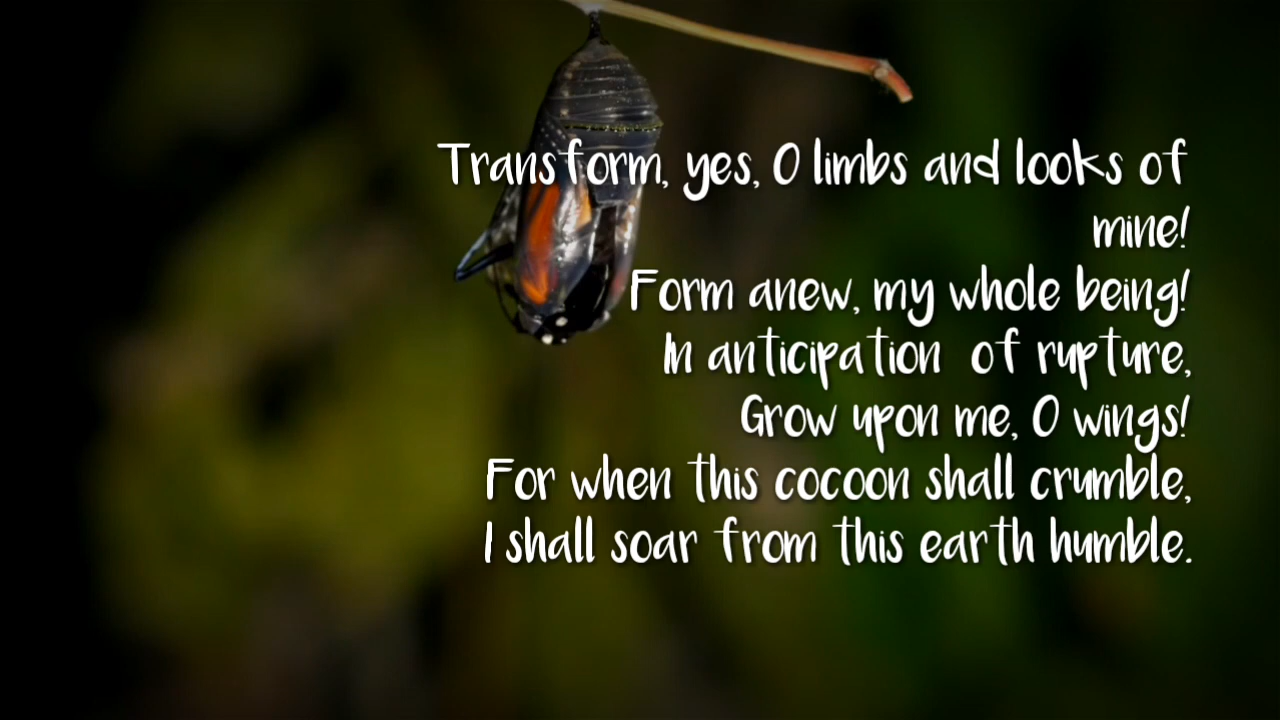 Transform, yes, O limbs and looks of
mine!
Form anew, my whole being!
In anticipation  of rupture,
Grow upon me, O wings!
For when this cocoon shall crumble,
I shall soar from this earth humble.